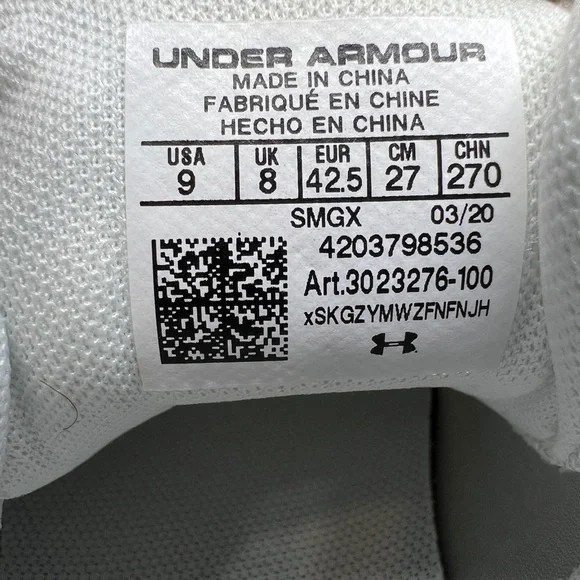 UNDER ARMOUR
MADE IN CHINA
FABRIQUÉ EN CHINE
HECHO EN CHINA
USA UK EUR CM CHN
9 8 42.5 27 270
SMGX 03/20
4203798536
Art.3023276-100
xSKGZYMWZFNFNJH